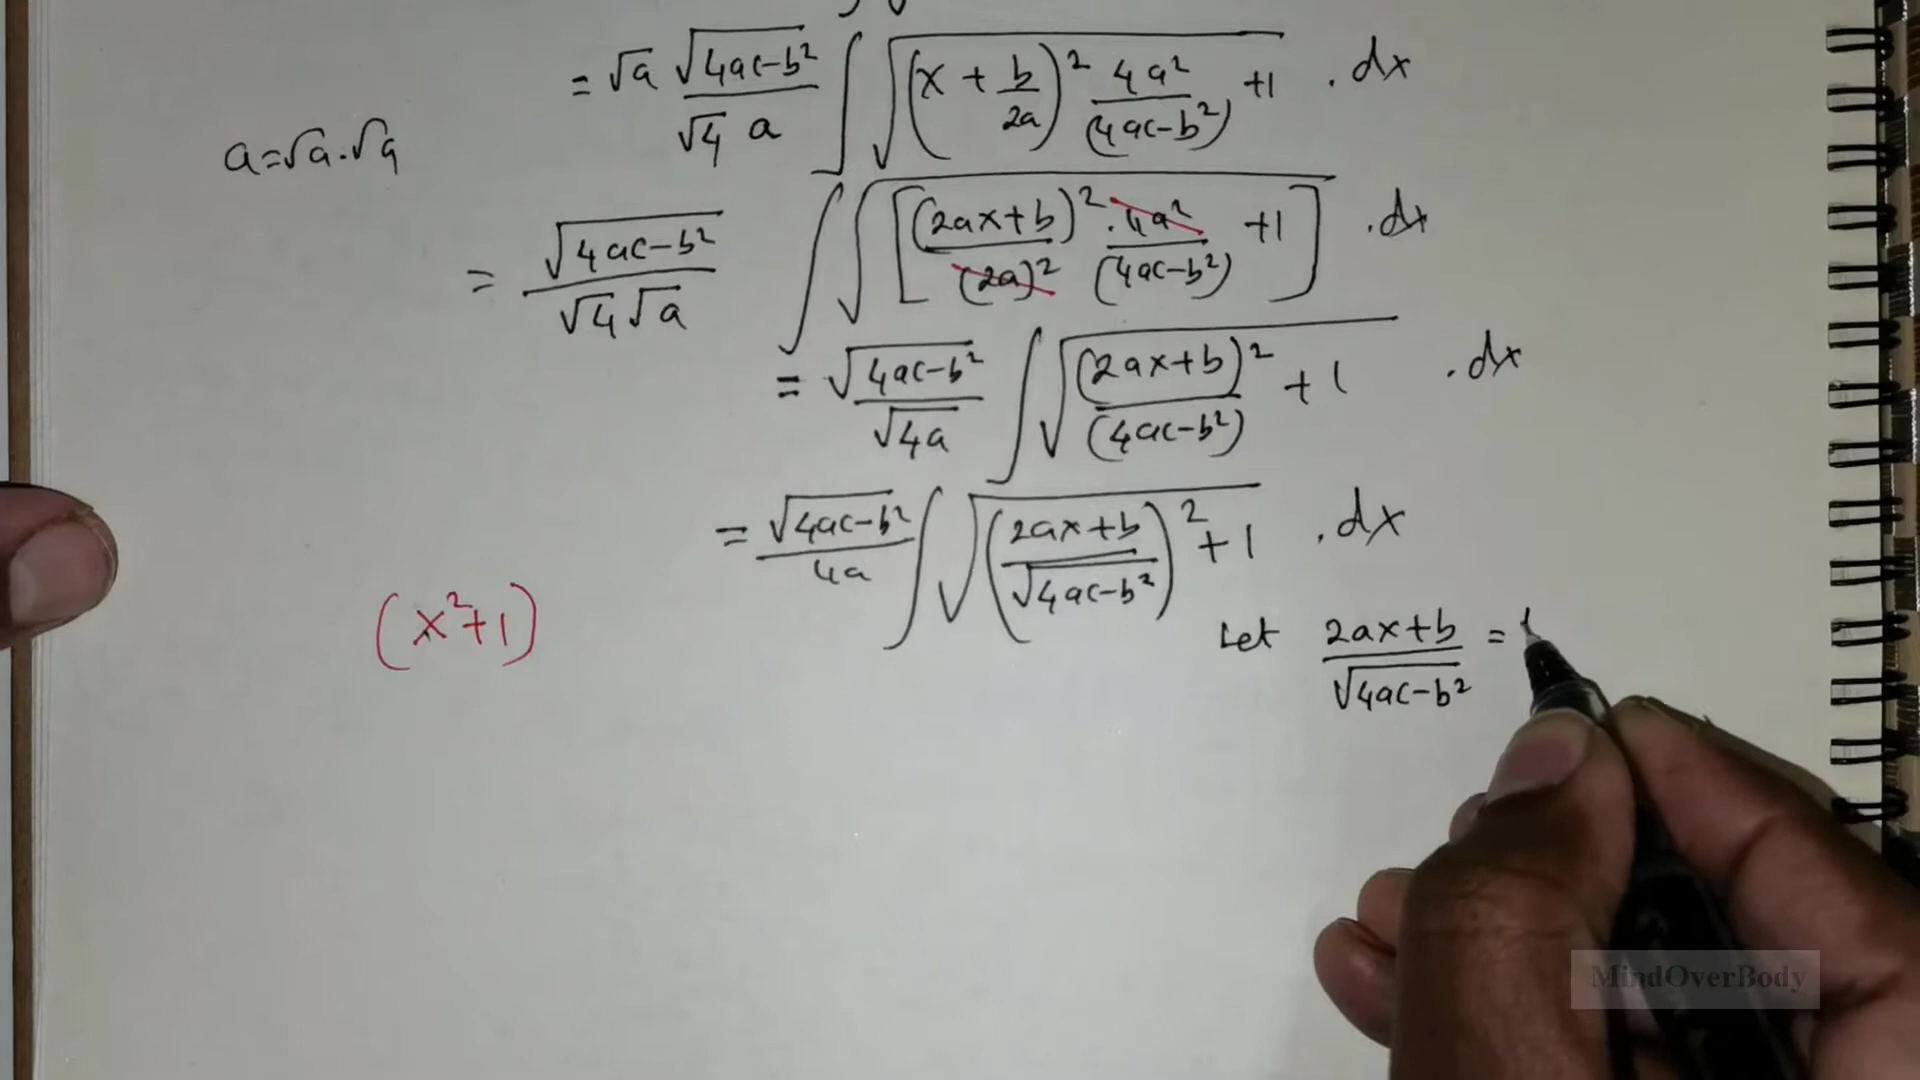 = √a √(4ac-b²) / (√4 a) ∫ √((x + b/2a)² 4a²/(4ac-b²) +1) . dx
a=√a.√a
= √(4ac-b²) / (√4 √a) ∫ √[(2ax+b)²/(2a)² . 4a²/(4ac-b²) +1] .dx
= √(4ac-b²) / √(4a) ∫ √((2ax+b)²/(4ac-b²) + 1) .dx
= √(4ac-b²) / 4a ∫ √((2ax+b / √(4ac-b²))² + 1) .dx
(x²+1)
Let (2ax+b) / √(4ac-b²) =
MindOverBody